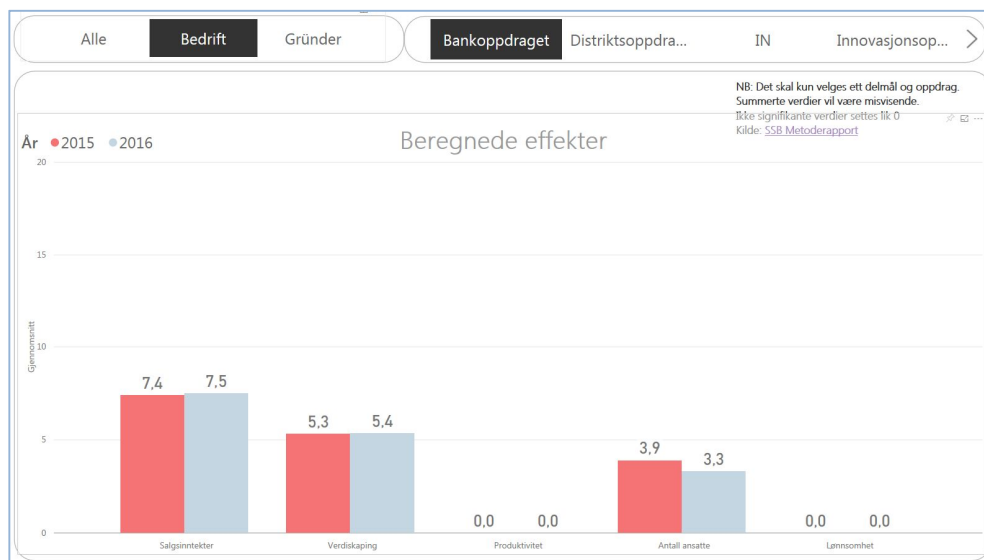 Alle Bedrift Gründer Bankoppdraget Distriktsoppdra... IN Innovasjonsop...
NB: Det skal kun velges ett delmål og oppdrag.
Summerte verdier vil være misvisende.
Ikke signifikante verdier settes lik 0
Kilde: SSB Metoderapport
År 2015 2016
Beregnede effekter
Gjennomsnitt
20
15
10
5
0
7,4 7,5
5,3 5,4
0,0 0,0
3,9 3,3
0,0 0,0
Salgsinntekter Verdiskaping Produktivitet Antall ansatte Lønnsomhet